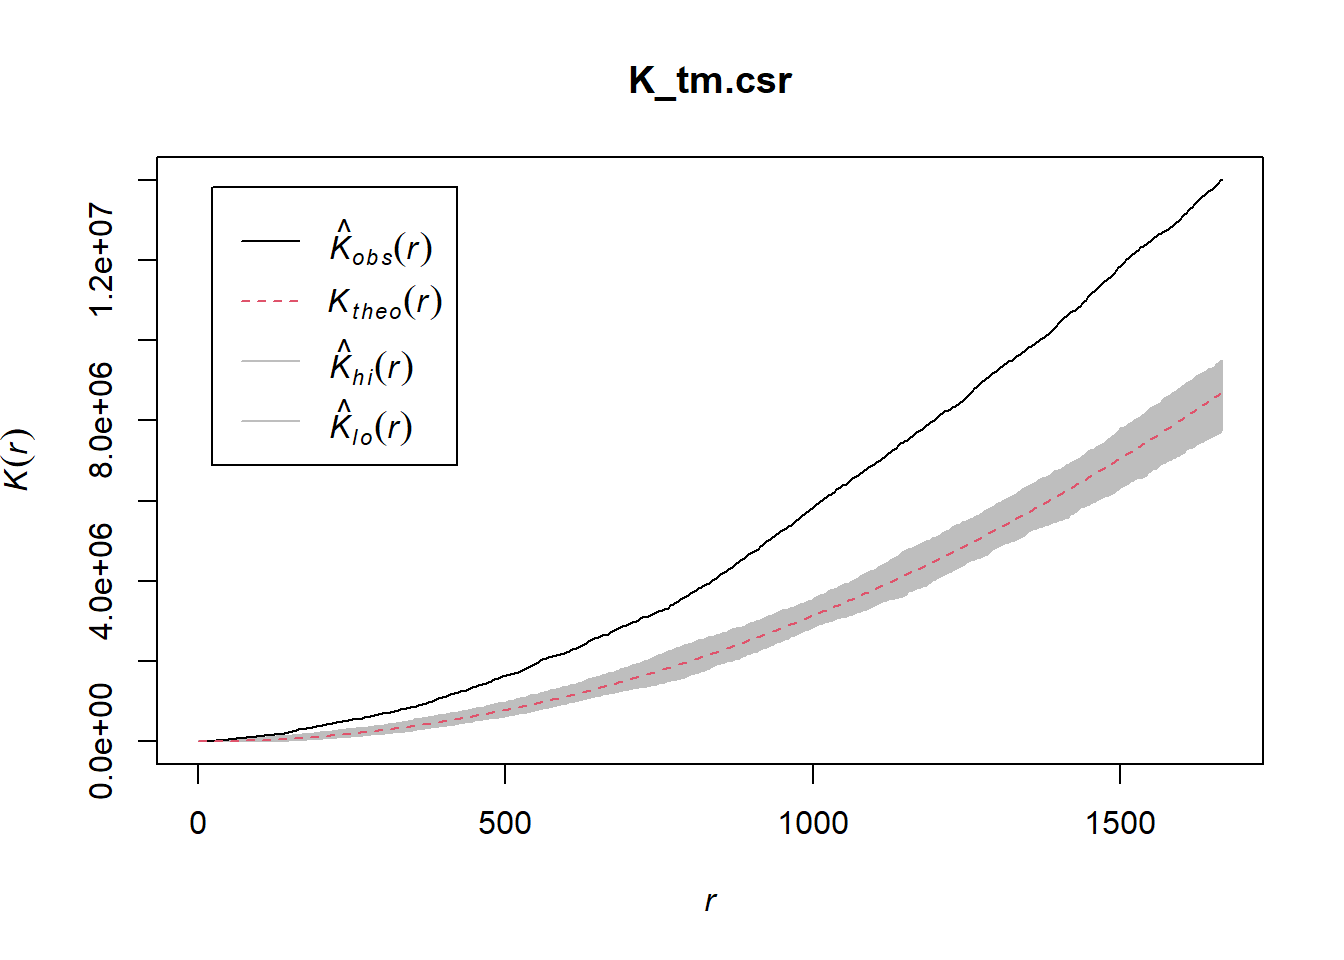 K_tm.csr
K̂obs(r)
Ktheo(r)
K̂hi(r)
K̂lo(r)
K(r)
0.0e+00 4.0e+06 8.0e+06 1.2e+07
0 500 1000 1500
r